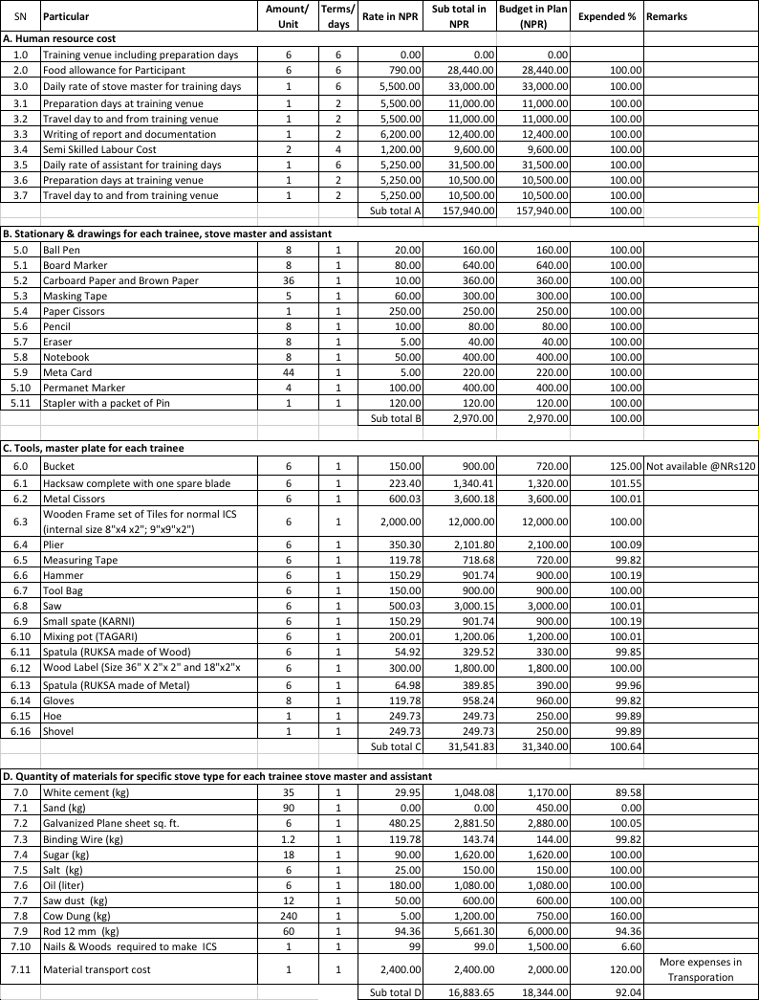 SN Particular Amount/ Unit Terms/ days Rate in NPR Sub total in NPR Budget in Plan (NPR) Expended % Remarks
A. Human resource cost
1.0 Training venue including preparation days 6 6 0.00 0.00 0.00
2.0 Food allowance for Participant 6 6 790.00 28,440.00 28,440.00 100.00
3.0 Daily rate of stove master for training days 1 6 5,500.00 33,000.00 33,000.00 100.00
3.1 Preparation days at training venue 1 2 5,500.00 11,000.00 11,000.00 100.00
3.2 Travel day to and from training venue 1 2 5,500.00 11,000.00 11,000.00 100.00
3.3 Writing of report and documentation 1 2 6,200.00 12,400.00 12,400.00 100.00
3.4 Semi Skilled Labour Cost 2 4 1,200.00 9,600.00 9,600.00 100.00
3.5 Daily rate of assistant for training days 1 6 5,250.00 31,500.00 31,500.00 100.00
3.6 Preparation days at training venue 1 2 5,250.00 10,500.00 10,500.00 100.00
3.7 Travel day to and from training venue 1 2 5,250.00 10,500.00 10,500.00 100.00
Sub total A 157,940.00 157,940.00 100.00
B. Stationary & drawings for each trainee, stove master and assistant
5.0 Ball Pen 8 1 20.00 160.00 160.00 100.00
5.1 Board Marker 8 1 80.00 640.00 640.00 100.00
5.2 Carboard Paper and Brown Paper 36 1 10.00 360.00 360.00 100.00
5.3 Masking Tape 5 1 60.00 300.00 300.00 100.00
5.4 Paper Cissors 1 1 250.00 250.00 250.00 100.00
5.6 Pencil 8 1 10.00 80.00 80.00 100.00
5.7 Eraser 8 1 5.00 40.00 40.00 100.00
5.8 Notebook 8 1 50.00 400.00 400.00 100.00
5.9 Meta Card 44 1 5.00 220.00 220.00 100.00
5.10 Permanet Marker 4 1 100.00 400.00 400.00 100.00
5.11 Stapler with a packet of Pin 1 1 120.00 120.00 120.00 100.00
Sub total B 2,970.00 2,970.00 100.00
C. Tools, master plate for each trainee
6.0 Bucket 6 1 150.00 900.00 720.00 125.00 Not available @NRs120
6.1 Hacksaw complete with one spare blade 6 1 223.40 1,340.41 1,320.00 101.55
6.2 Metal Cissors 6 1 600.03 3,600.18 3,600.00 100.01
6.3 Wooden Frame set of Tiles for normal ICS (internal size 8"x4 x2"; 9"x9"x2") 6 1 2,000.00 12,000.00 12,000.00 100.00
6.4 Plier 6 1 350.30 2,101.80 2,100.00 100.09
6.5 Measuring Tape 6 1 119.78 718.68 720.00 99.82
6.6 Hammer 6 1 150.29 901.74 900.00 100.19
6.7 Tool Bag 6 1 150.00 900.00 900.00 100.00
6.8 Saw 6 1 500.03 3,000.15 3,000.00 100.01
6.9 Small spate (KARNI) 6 1 150.29 901.74 900.00 100.19
6.10 Mixing pot (TAGARI) 6 1 200.01 1,200.06 1,200.00 100.01
6.11 Spatula (RUKSA made of Wood) 6 1 54.92 329.52 330.00 99.85
6.12 Wood Label (Size 36" X 2"x 2" and 18"x2"x 6 1 300.00 1,800.00 1,800.00 100.00
6.13 Spatula (RUKSA made of Metal) 6 1 64.98 389.85 390.00 99.96
6.14 Gloves 8 1 119.78 958.24 960.00 99.82
6.15 Hoe 1 1 249.73 249.73 250.00 99.89
6.16 Shovel 1 1 249.73 249.73 250.00 99.89
Sub total C 31,541.83 31,340.00 100.64
D. Quantity of materials for specific stove type for each trainee stove master and assistant
7.0 White cement (kg) 35 1 29.95 1,048.08 1,170.00 89.58
7.1 Sand (kg) 90 1 0.00 0.00 450.00 0.00
7.2 Galvanized Plane sheet sq. ft. 6 1 480.25 2,881.50 2,880.00 100.05
7.3 Binding Wire (kg) 1.2 1 119.78 143.74 144.00 99.82
7.4 Sugar (kg) 18 1 90.00 1,620.00 1,620.00 100.00
7.5 Salt (kg) 6 1 25.00 150.00 150.00 100.00
7.6 Oil (liter) 6 1 180.00 1,080.00 1,080.00 100.00
7.7 Saw dust (kg) 12 1 50.00 600.00 600.00 100.00
7.8 Cow Dung (kg) 240 1 5.00 1,200.00 750.00 160.00
7.9 Rod 12 mm (kg) 60 1 94.36 5,661.30 6,000.00 94.36
7.10 Nails & Woods required to make ICS 1 1 99 99.0 1,500.00 6.60
7.11 Material transport cost 1 1 2,400.00 2,400.00 2,000.00 120.00 More expenses in Transporation
Sub total D 16,883.65 18,344.00 92.04